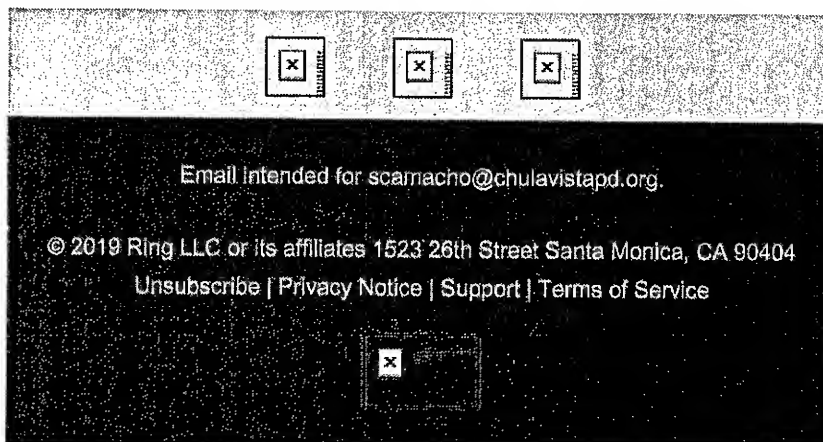 Email intended for scamacho@chulavistapd.org.
© 2019 Ring LLC or its affiliates 1523 26th Street Santa Monica, CA 90404
Unsubscribe | Privacy Notice | Support | Terms of Service